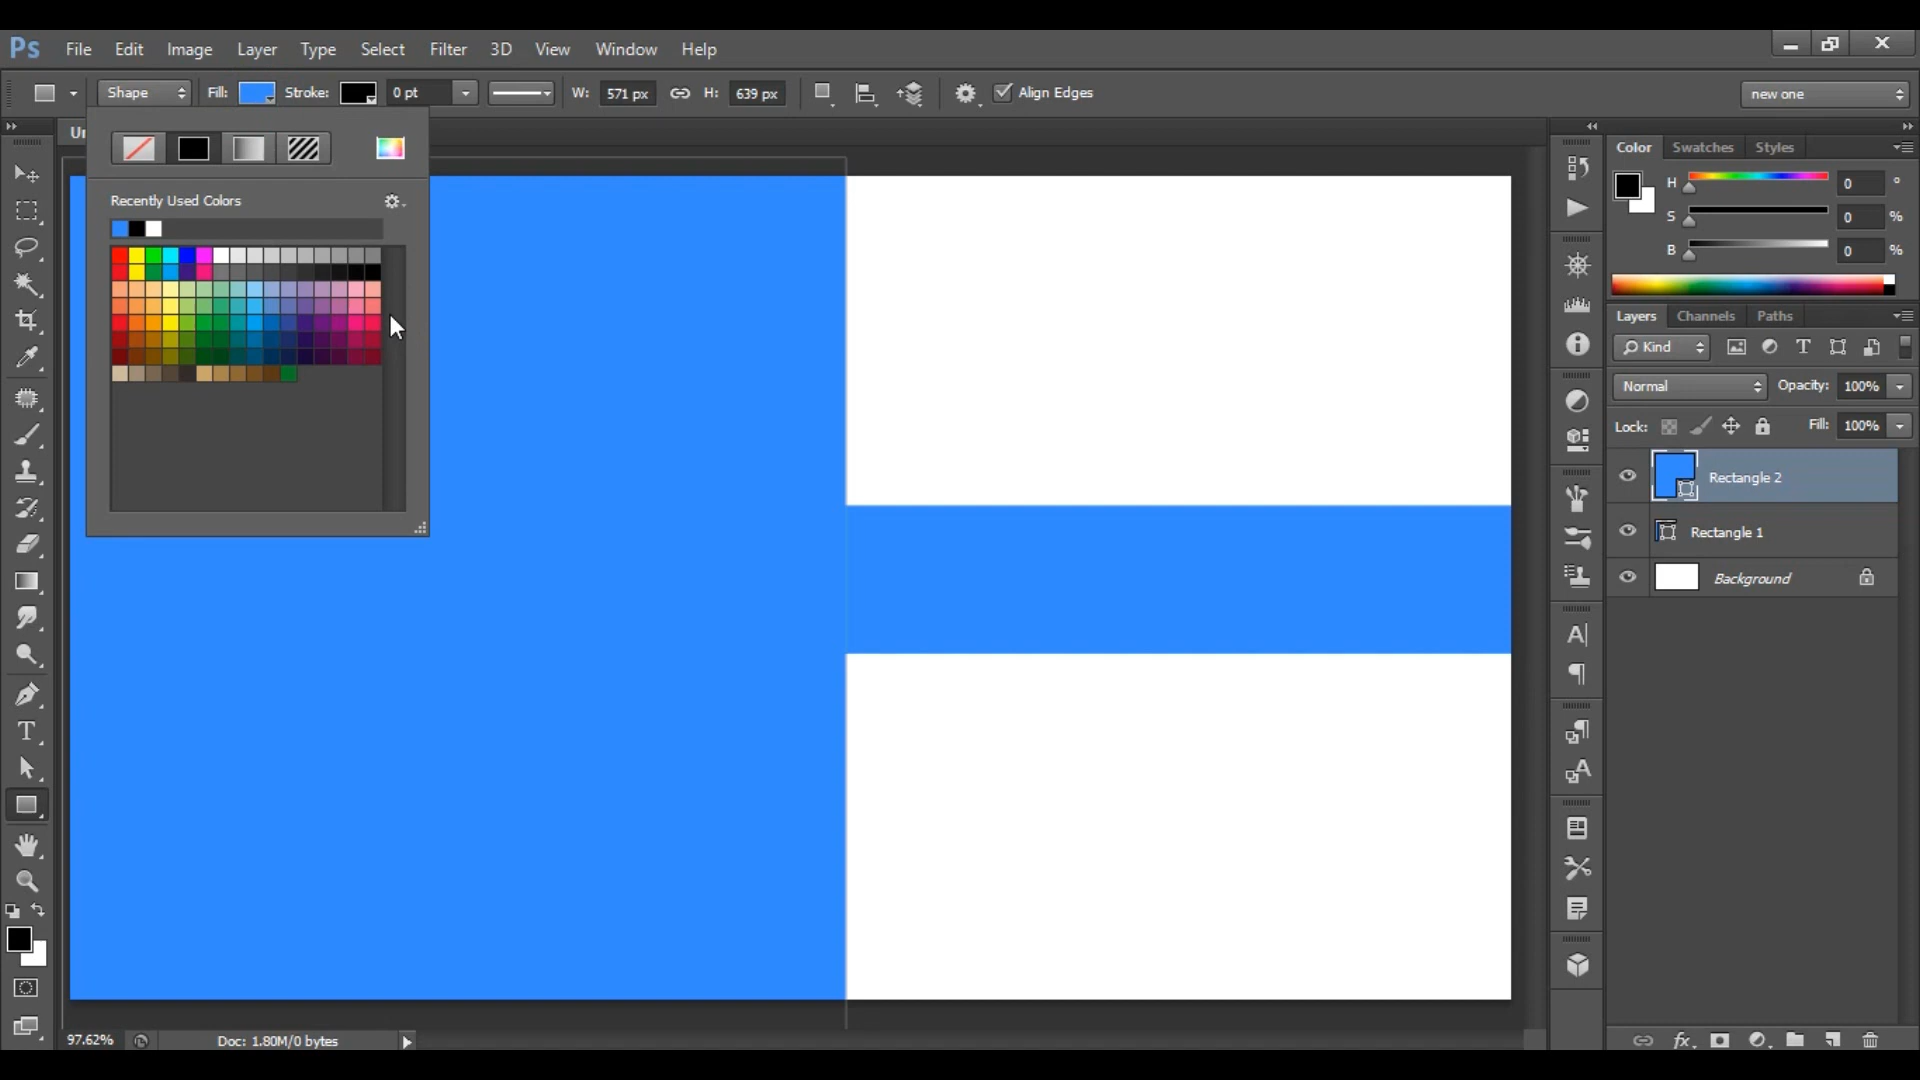 Ps File Edit Image Layer Type Select Filter 3D View Window Help
Shape Fill: Stroke: 0 pt W: 571 px H: 639 px Align Edges new one
Un
Recently Used Colors
Color Swatches Styles
H 0 °
S 0 %
B 0 %
Layers Channels Paths
Kind
Normal Opacity: 100%
Lock: Fill: 100%
Rectangle 2
Rectangle 1
Background
97.62% Doc: 1.80M/0 bytes